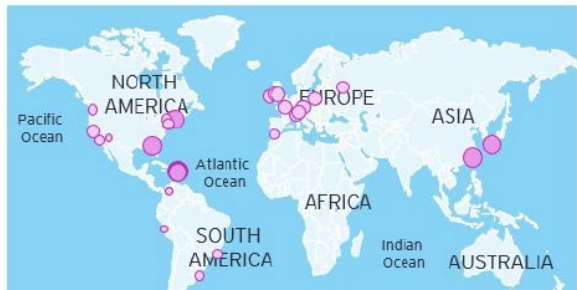 NORTH
AMERICA
Pacific
Ocean
EUROPE
ASIA
Atlantic
Ocean
AFRICA
SOUTH
AMERICA
Indian
Ocean
AUSTRALIA